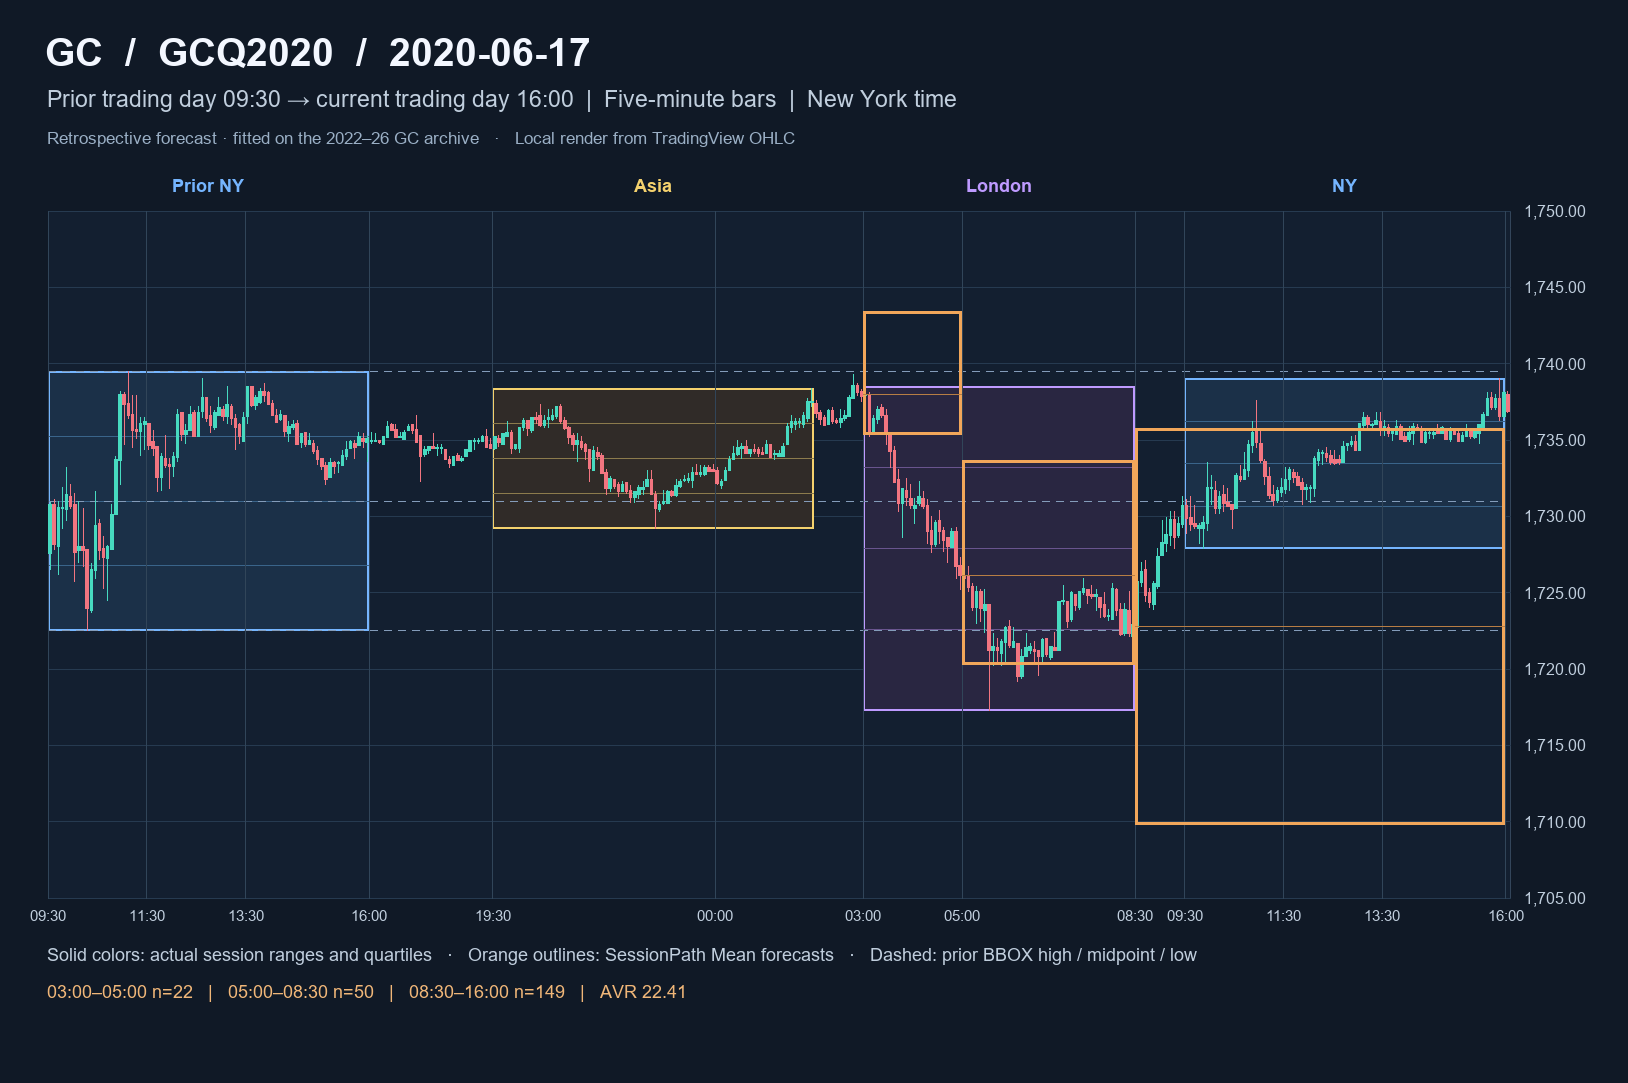 GC / GCQ2020 / 2020-06-17
Prior trading day 09:30 → current trading day 16:00 | Five-minute bars | New York time
Retrospective forecast · fitted on the 2022–26 GC archive · Local render from TradingView OHLC
Prior NY Asia London NY
1,750.00
1,745.00
1,740.00
1,735.00
1,730.00
1,725.00
1,720.00
1,715.00
1,710.00
1,705.00
09:30 11:30 13:30 16:00 19:30 00:00 03:00 05:00 08:30 09:30 11:30 13:30 16:00
Solid colors: actual session ranges and quartiles · Orange outlines: SessionPath Mean forecasts · Dashed: prior BBOX high / midpoint / low
03:00–05:00 n=22 | 05:00–08:30 n=50 | 08:30–16:00 n=149 | AVR 22.41